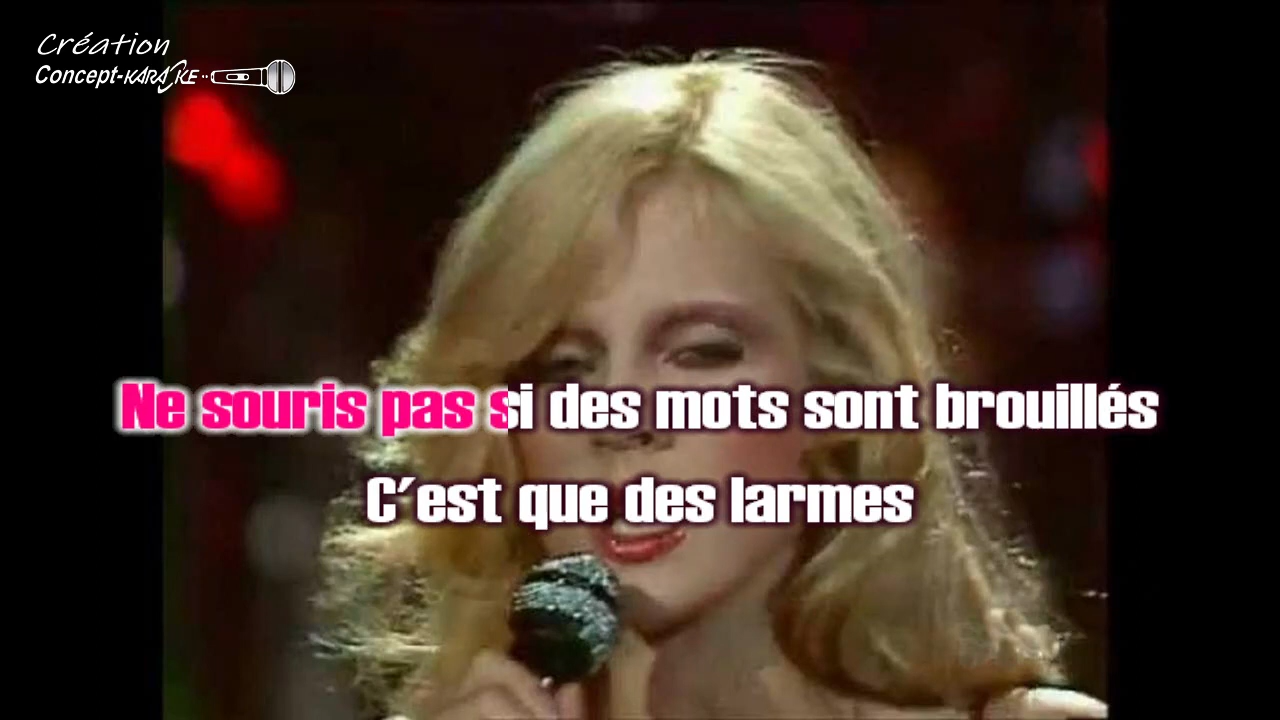 Création
Concept-KARAOKE
Ne souris pas si des mots sont brouillés
C'est que des larmes